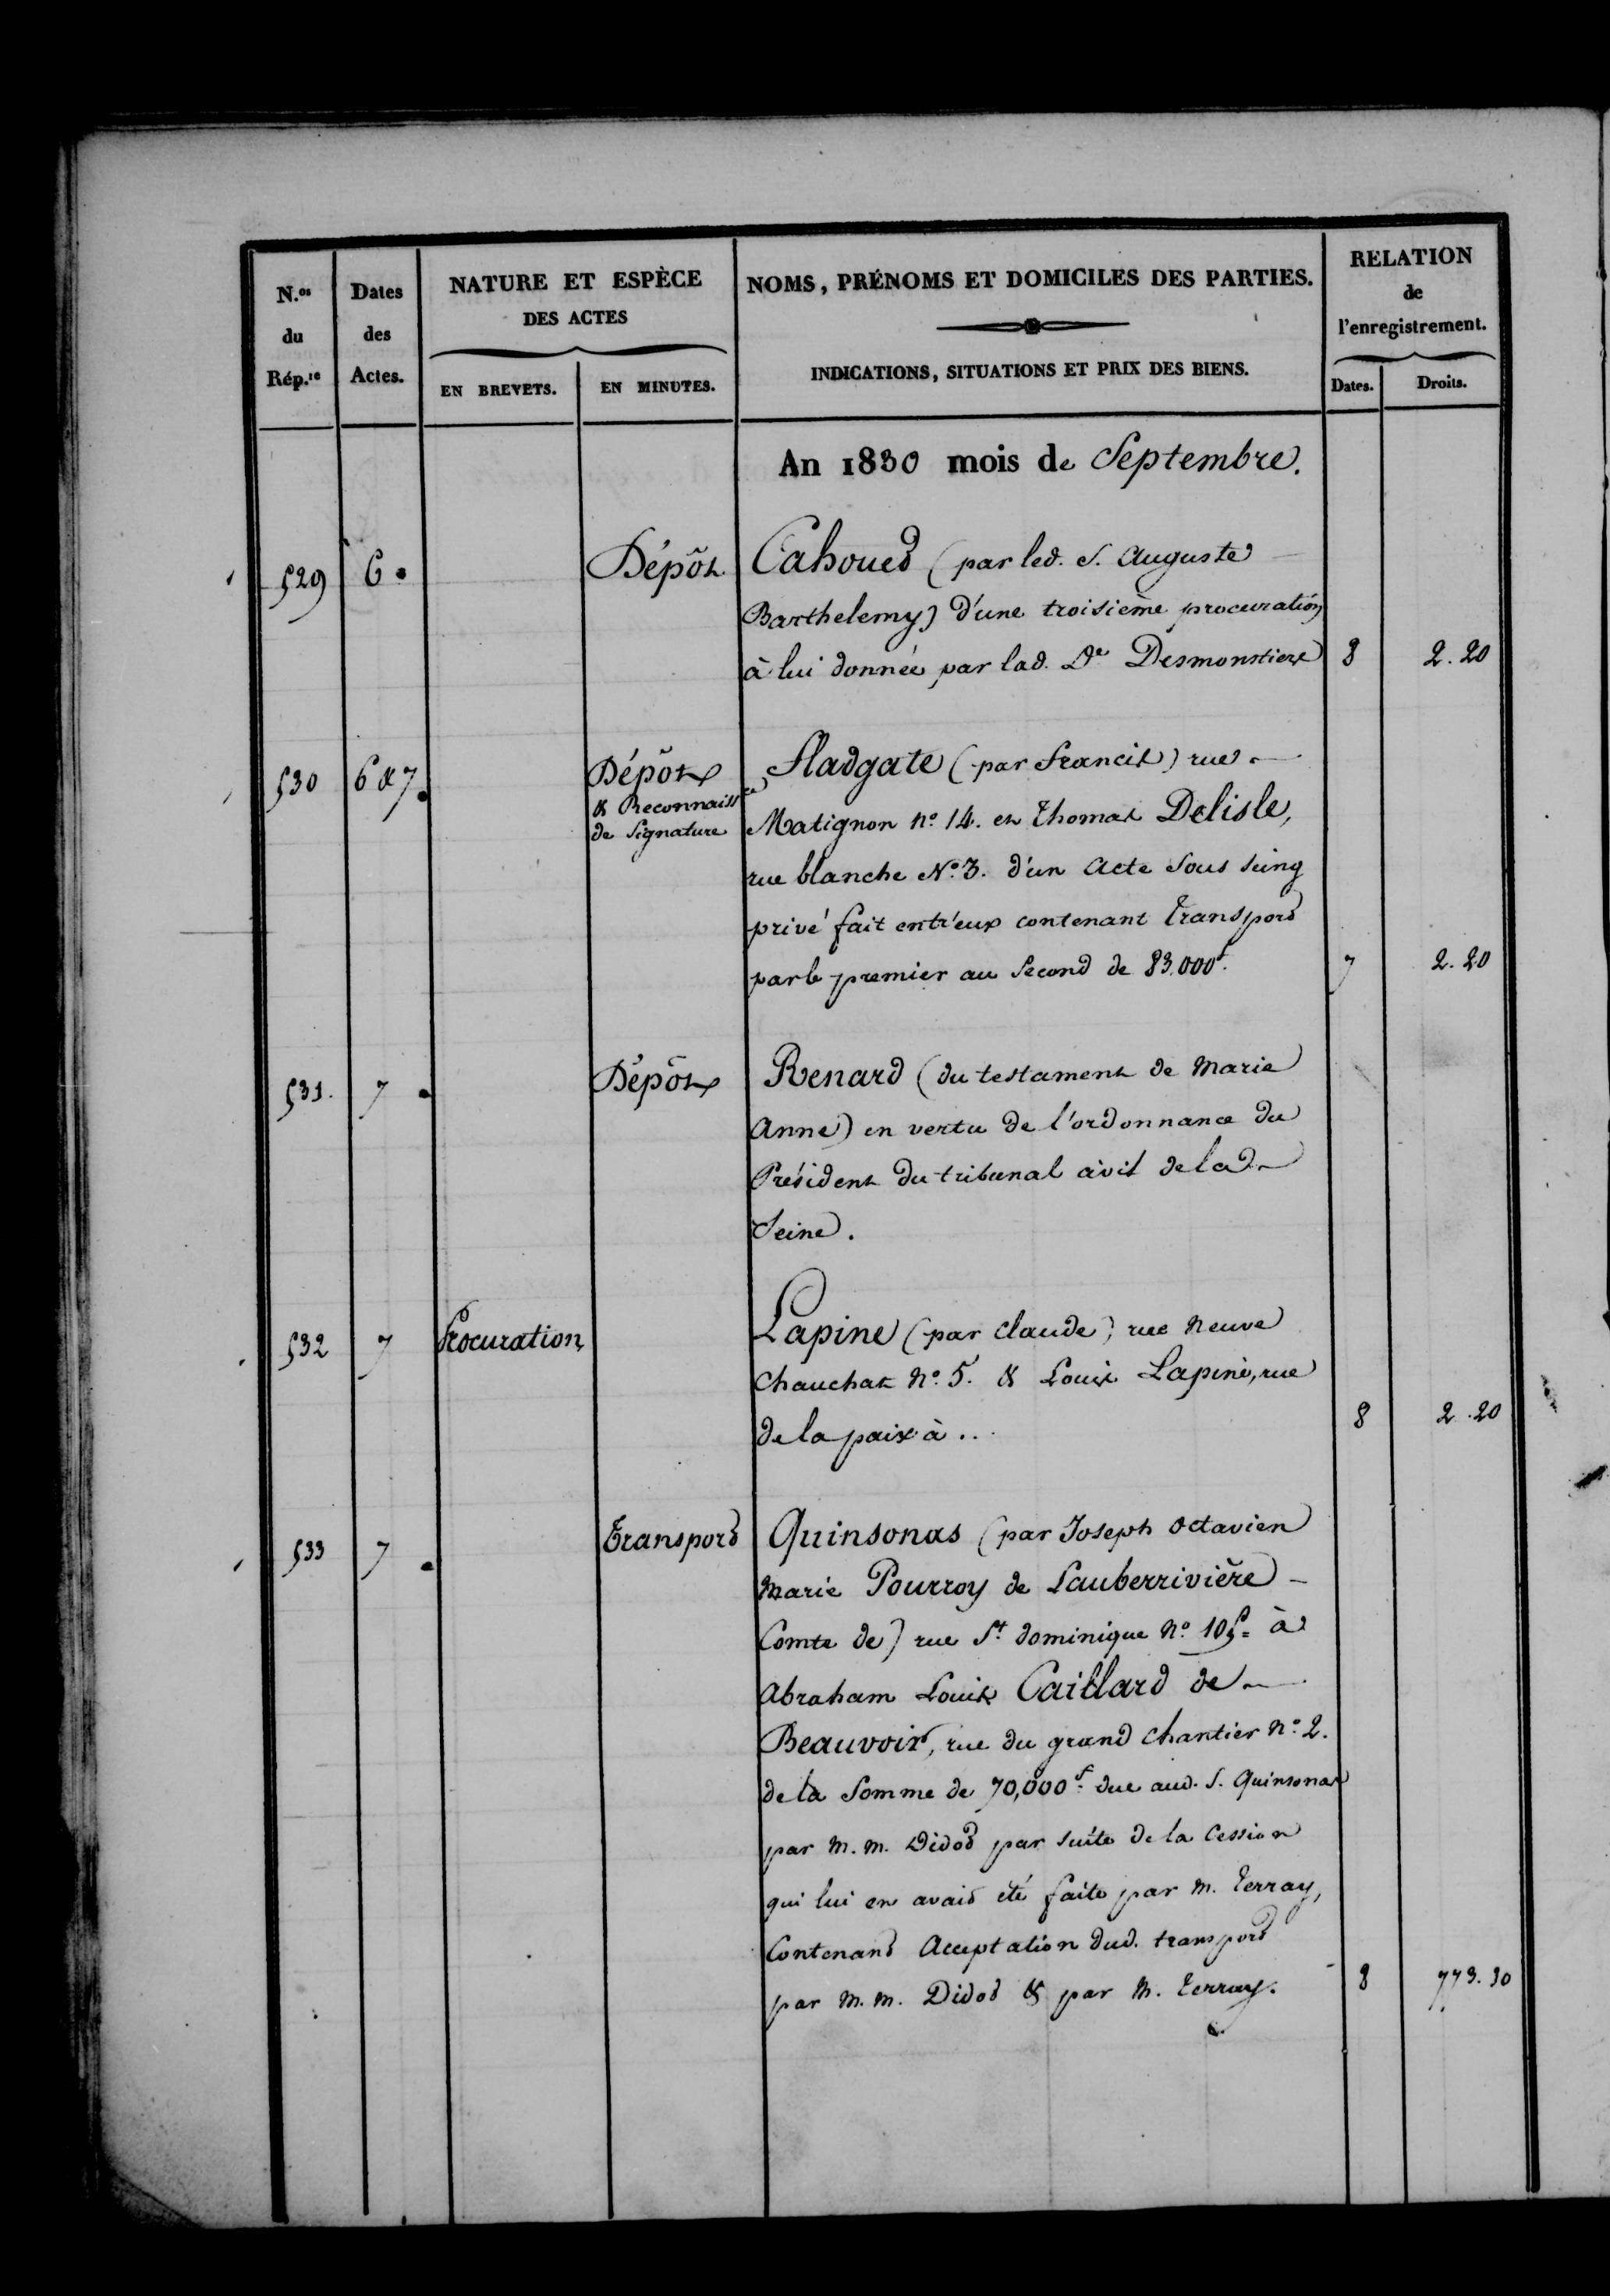 N.os du Rép.re
Dates des Actes.
NATURE ET ESPÈCE DES ACTES
EN BREVETS.
EN MINUTES.
NOMS, PRÉNOMS ET DOMICILES DES PARTIES.
INDICATIONS, SITUATIONS ET PRIX DES BIENS.
RELATION de l'enregistrement.
Dates.
Droits.
An 1830 mois de Septembre.
529 6. Dépôt Cahouet (par led. S. Auguste
Barthelemy) d'une troisième procuration
à lui donnée par lad. De Desmonstiers 8 2.20
530 6 & 7. Dépôt Fladgate (par Francis) rue
& Reconnaissce
de Signature
Matignon no. 14. et Thomas Delisle,
rue blanche No. 3. d'un Acte Sous seing
privé fait entr'eux contenant Transport
par le premier au Second de 83.000f. 7 2.20
531. 7. Dépôt Renard (du testament de Marie
Anne) en vertu de l'ordonnance du
Président du tribunal civil de la
Seine.
532 7 Procuration Lapine (par Claude) rue Neuve
Chauchat no. 5. & Louis Lapine, rue
de la paix à .. 8 2.20
533 7. Transport Quinsonas (par Joseph Octavien
Marie Pourroy de Lauberrivière
Comte de) rue St. dominique no. 105. à
Abraham Louis Caillard de
Beauvoir, rue du grand Chantier no. 2.
de la Somme de 70,000f. due aud. S. Quinsonas
par M. M. Didot par suite de la Cession
qui lui en avait été faite par M. Terray,
Contenant Acceptation dud. transport
par M. M. Didot & par M. Terray. 8 773.30